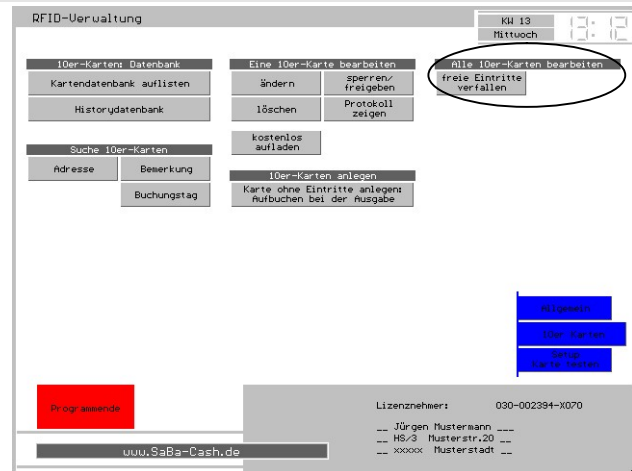 RFID-Verwaltung
KW 13
Mittwoch
13:12
10er-Karten: Datenbank
Kartendatenbank auflisten
Historydatenbank
Suche 10er-Karten
Adresse
Bemerkung
Buchungstag
Eine 10er-Karte bearbeiten
ändern
sperren/
freigeben
löschen
Protokoll
zeigen
kostenlos
aufladen
10er-Karten anlegen
Karte ohne Eintritte anlegen:
Aufbuchen bei der Ausgabe
Alle 10er-Karten bearbeiten
freie Eintritte
verfallen
Allgemein
10er Karten
Setup
Karte testen
Programmende
www.SaBa-Cash.de
Lizenznehmer: 030-002394-X070
__ Jürgen Mustermann ___
__ HS/3 Musterstr.20 __
__ xxxxx Musterstadt __